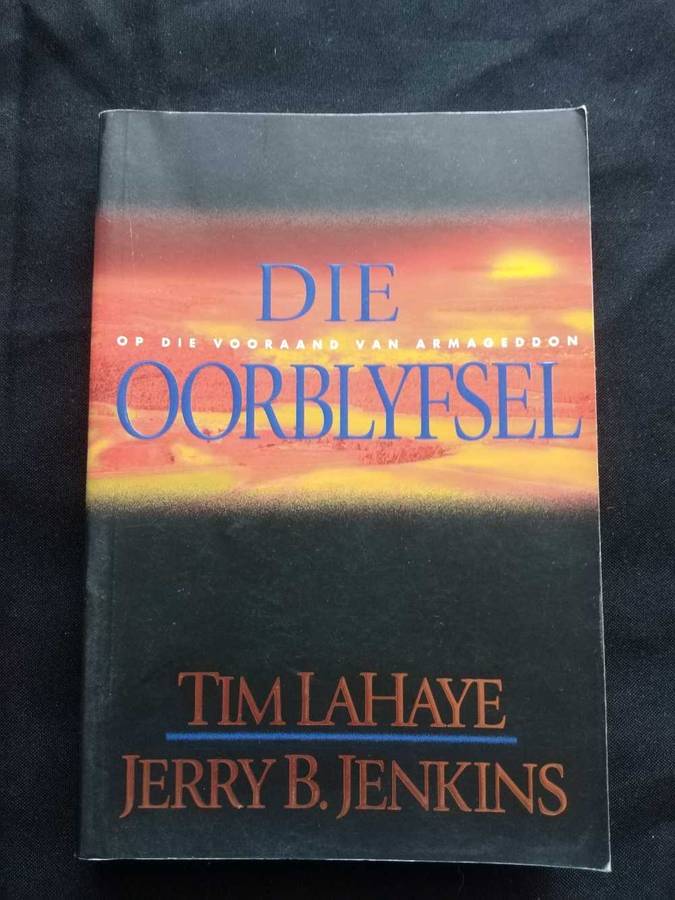 DIE
OP DIE VOORAAND VAN ARMAGEDDON
OORBLYFSEL
TIM LAHAYE
JERRY B. JENKINS